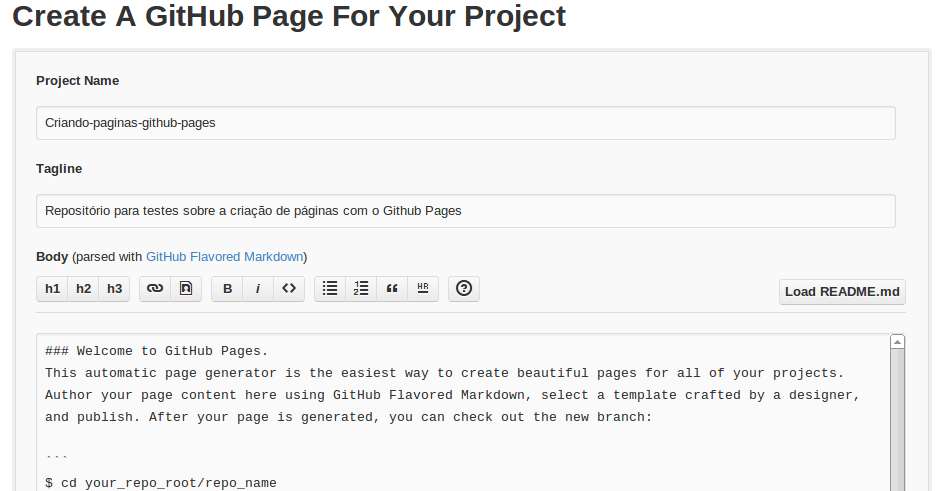 Create A GitHub Page For Your Project
Project Name
Criando-paginas-github-pages
Tagline
Repositório para testes sobre a criação de páginas com o Github Pages
Body (parsed with GitHub Flavored Markdown)
h1 h2 h3 B i <> 1 2 3 “ HR ? Load README.md
### Welcome to GitHub Pages.
This automatic page generator is the easiest way to create beautiful pages for all of your projects.
Author your page content here using GitHub Flavored Markdown, select a template crafted by a designer,
and publish. After your page is generated, you can check out the new branch:
```
$ cd your_repo_root/repo_name